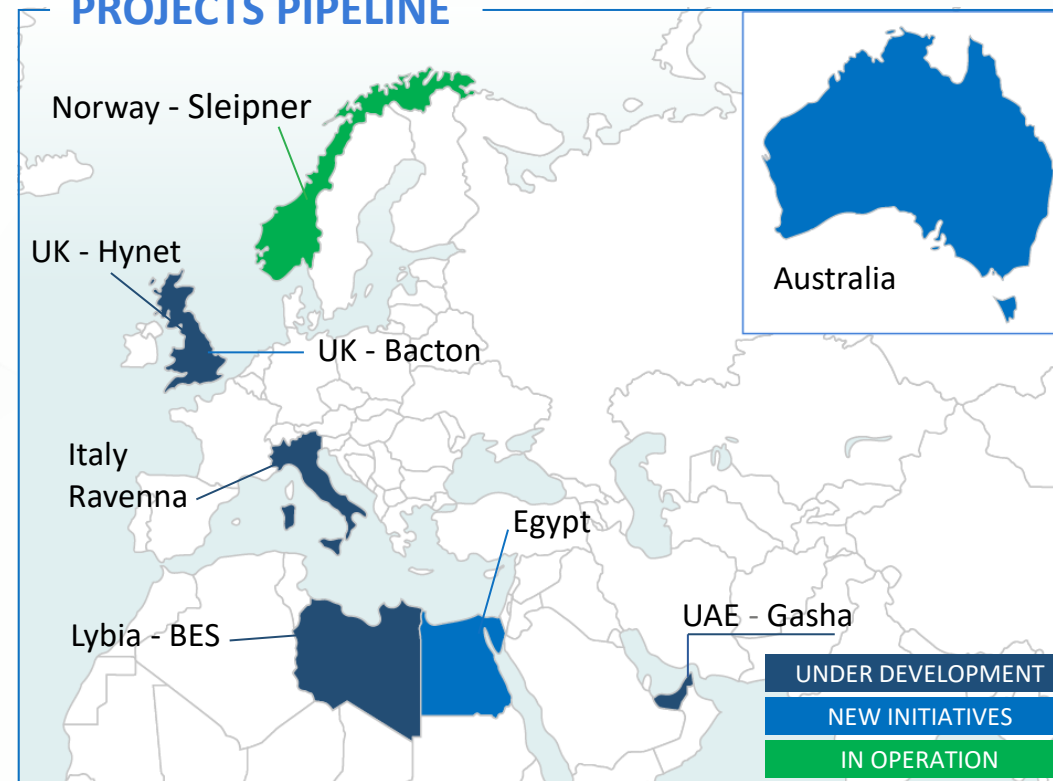 PROJECTS PIPELINE
Norway - Sleipner
UK - Hynet
Australia
UK - Bacton
Italy
Ravenna
Egypt
UAE - Gasha
Lybia - BES
UNDER DEVELOPMENT
NEW INITIATIVES
IN OPERATION